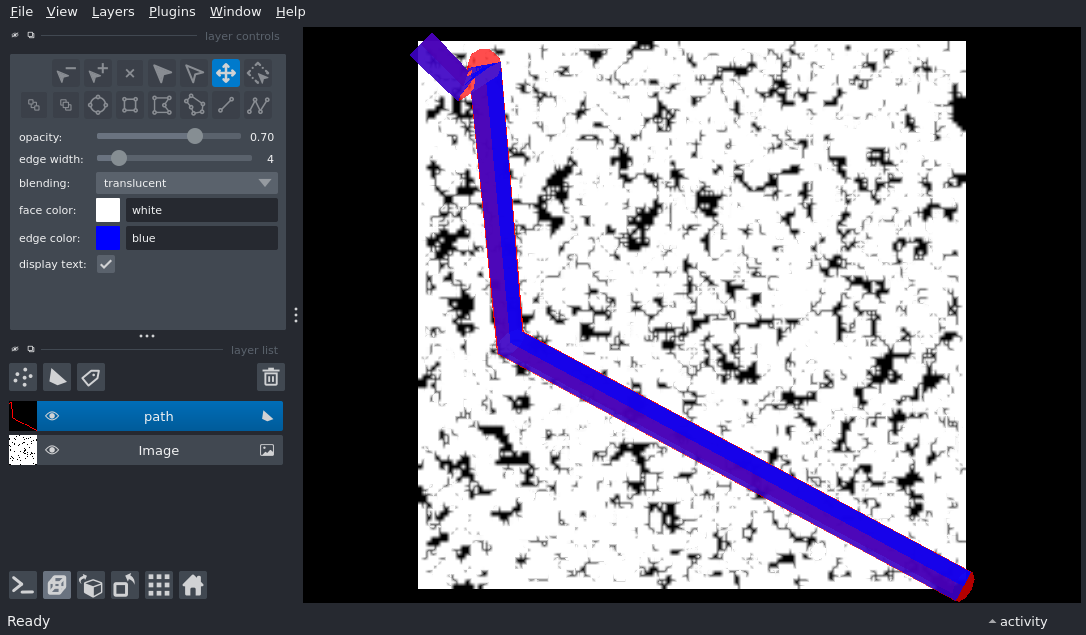 File View Layers Plugins Window Help
layer controls
opacity: 0.70
edge width: 4
blending: translucent
face color: white
edge color: blue
display text:
layer list
path
Image
Ready
activity